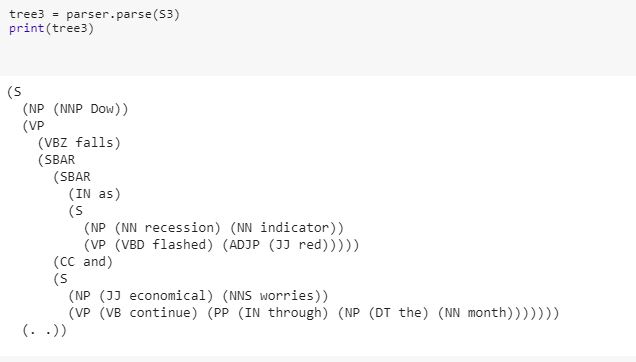 tree3 = parser.parse(S3)
print(tree3)
(S
  (NP (NNP Dow))
  (VP
    (VBZ falls)
    (SBAR
      (SBAR
        (IN as)
        (S
          (NP (NN recession) (NN indicator))
          (VP (VBD flashed) (ADJP (JJ red)))))
      (CC and)
      (S
        (NP (JJ economical) (NNS worries))
        (VP (VB continue) (PP (IN through) (NP (DT the) (NN month)))))))
  (. .))